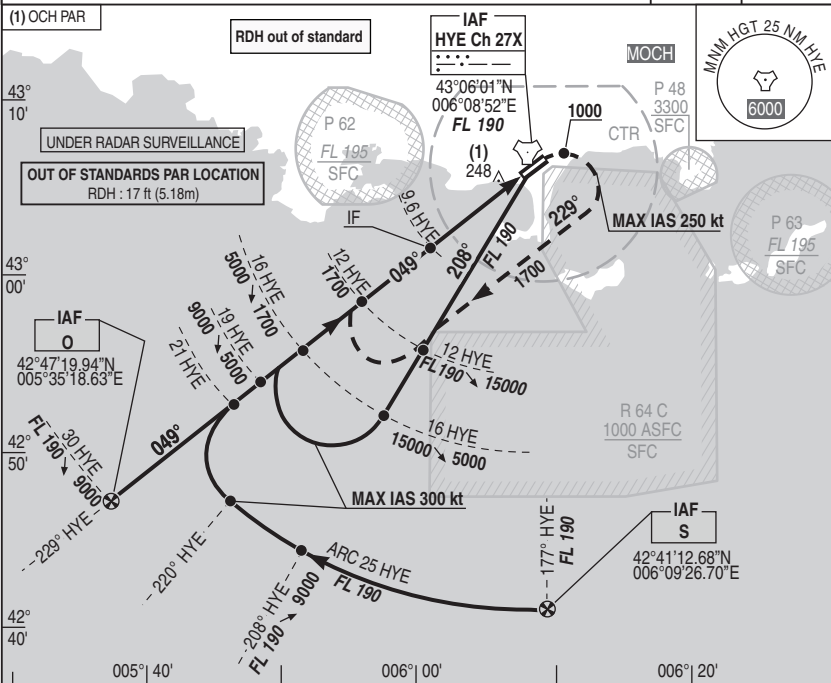 (1) OCH PAR
RDH out of standard
IAF
HYE Ch 27X
43°06'01"N
006°08'52"E
FL 190
MOCH
MNM HGT 25 NM HYE
6000
43°
10'
P 62
FL 195
SFC
P 48
3300
SFC
1000
CTR
(1)
248
UNDER RADAR SURVEILLANCE
OUT OF STANDARDS PAR LOCATION
RDH : 17 ft (5.18m)
IF
9.6 HYE
MAX IAS 250 kt
229°
1700
P 63
FL 195
SFC
208°
FL 190
049°
12 HYE
1700
16 HYE
5000
1700
43°
00'
19 HYE
9000
5000
21 HYE
IAF
O
42°47'19.94"N
005°35'18.63"E
12 HYE
FL190
15000
16 HYE
15000
5000
R 64 C
1000 ASFC
SFC
049°
42°
50'
30 HYE
FL 190
9000
229° HYE
MAX IAS 300 kt
220° HYE
177° HYE
FL 190
IAF
S
42°41'12.68"N
006°09'26.70"E
ARC 25 HYE
FL 190
208° HYE
FL 190
9000
42°
40'
005° 40'
006° 00'
006° 20'